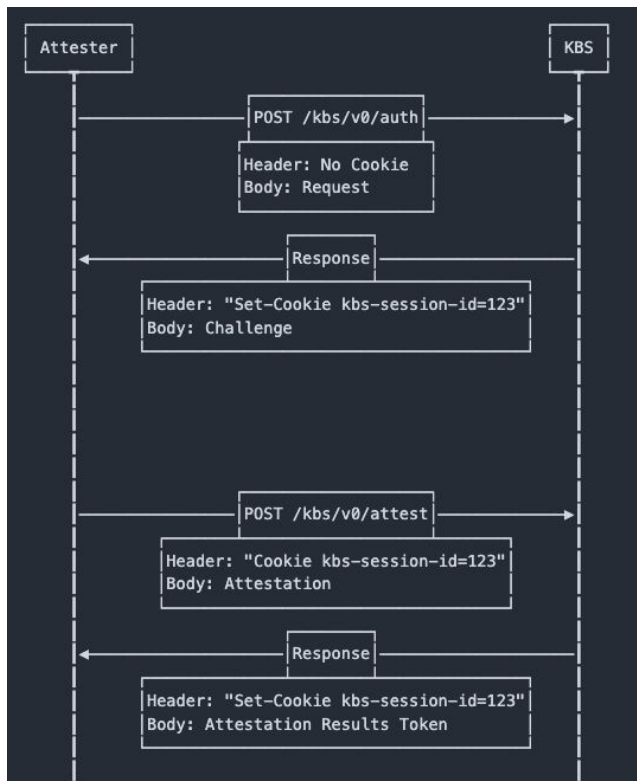 Attester KBS
POST /kbs/v0/auth
Header: No Cookie
Body: Request
Response
Header: "Set-Cookie kbs-session-id=123"
Body: Challenge
POST /kbs/v0/attest
Header: "Cookie kbs-session-id=123"
Body: Attestation
Response
Header: "Set-Cookie kbs-session-id=123"
Body: Attestation Results Token